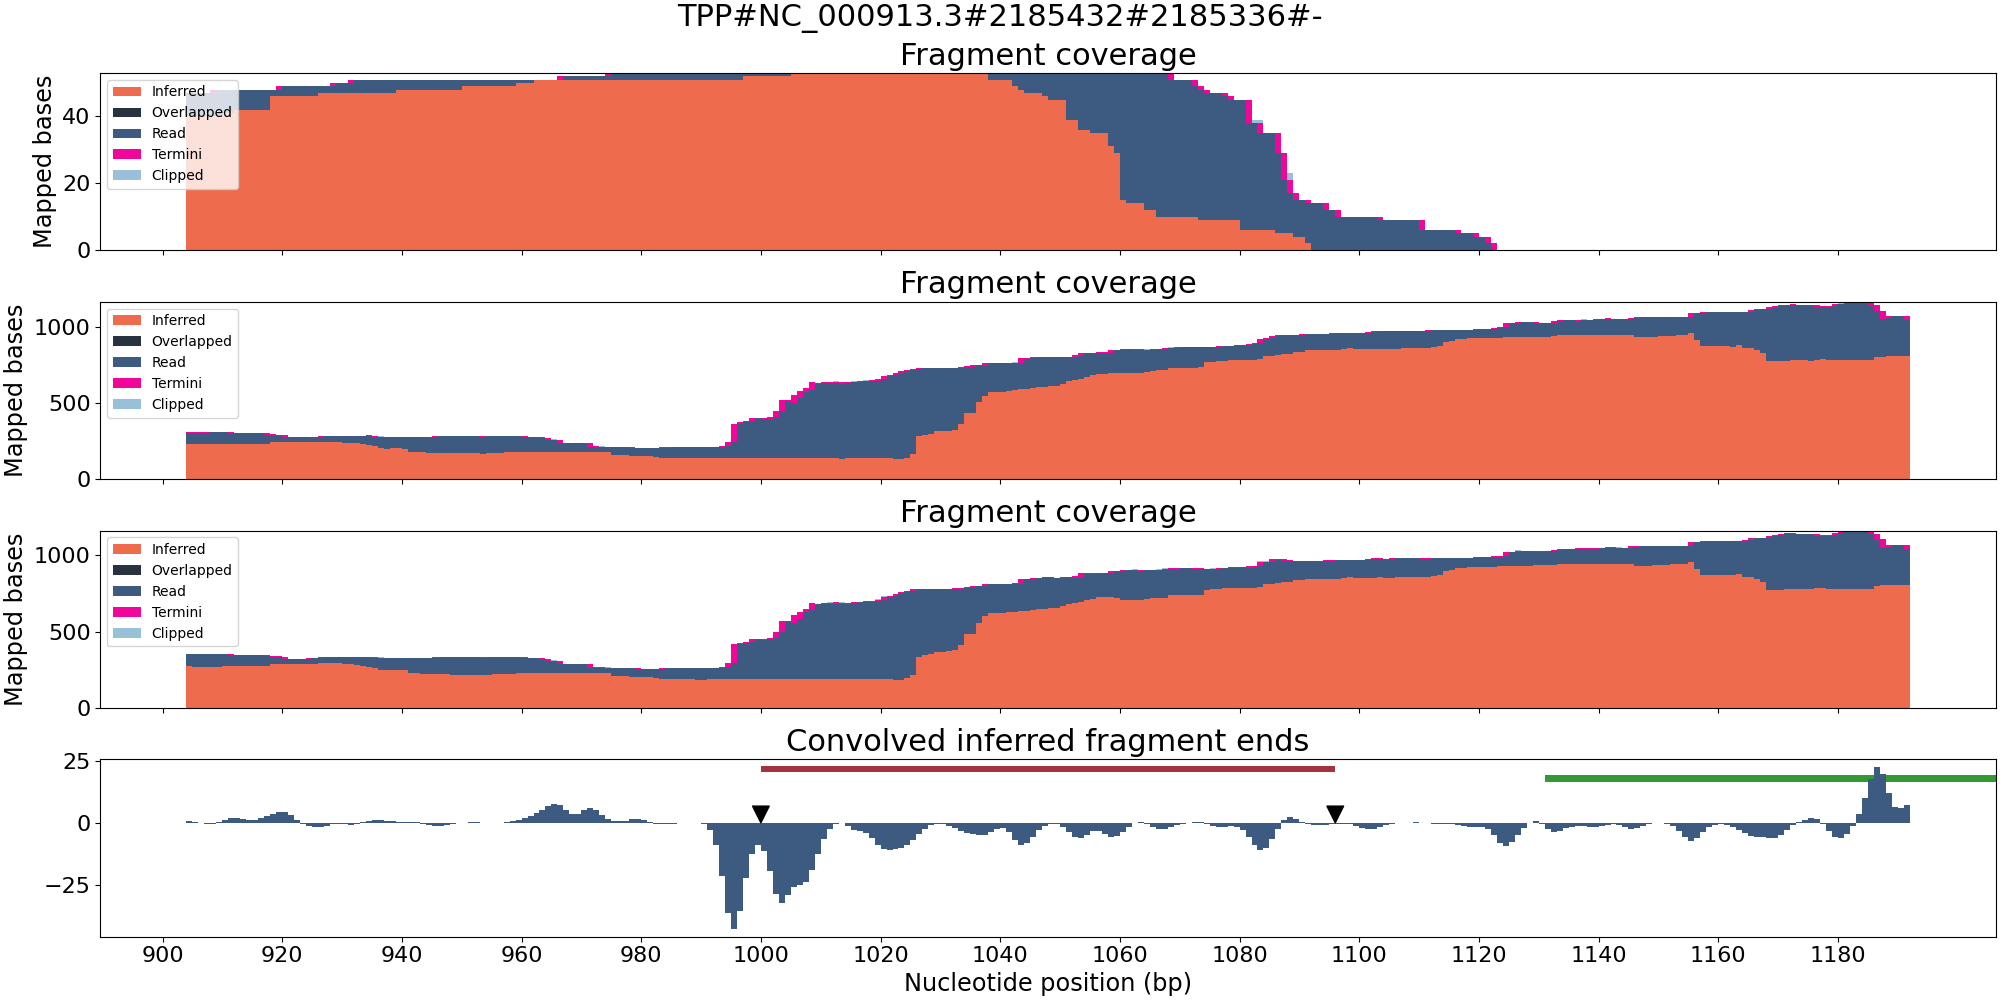 TPP#NC_000913.3#2185432#2185336#-
Fragment coverage
Mapped bases
40
20
0
Inferred
Overlapped
Read
Termini
Clipped
Fragment coverage
Mapped bases
1000
500
0
Inferred
Overlapped
Read
Termini
Clipped
Fragment coverage
Mapped bases
1000
500
0
Inferred
Overlapped
Read
Termini
Clipped
Convolved inferred fragment ends
25
0
−25
900 920 940 960 980 1000 1020 1040 1060 1080 1100 1120 1140 1160 1180
Nucleotide position (bp)